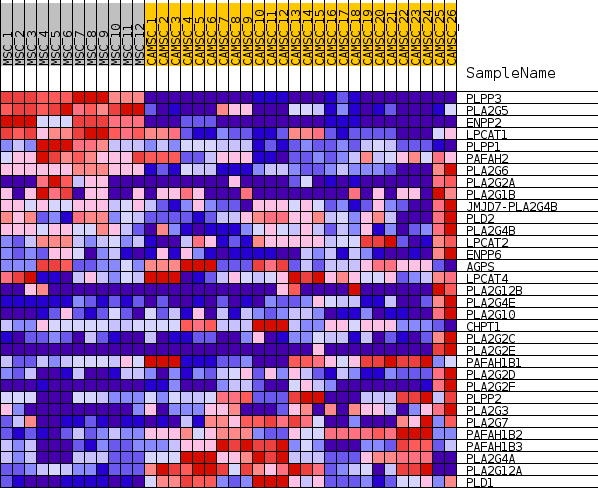 MSC_1
MSC_2
MSC_3
MSC_4
MSC_5
MSC_6
MSC_7
MSC_8
MSC_9
MSC_10
MSC_11
MSC_12
CAMSC_1
CAMSC_2
CAMSC_3
CAMSC_4
CAMSC_5
CAMSC_6
CAMSC_7
CAMSC_8
CAMSC_9
CAMSC_10
CAMSC_11
CAMSC_12
CAMSC_13
CAMSC_14
CAMSC_15
CAMSC_16
CAMSC_17
CAMSC_18
CAMSC_19
CAMSC_20
CAMSC_21
CAMSC_22
CAMSC_23
CAMSC_24
CAMSC_25
CAMSC_26
SampleName
PLPP3
PLA2G5
ENPP2
LPCAT1
PLPP1
PAFAH2
PLA2G6
PLA2G2A
PLA2G1B
JMJD7-PLA2G4B
PLD2
PLA2G4B
LPCAT2
ENPP6
AGPS
LPCAT4
PLA2G12B
PLA2G4E
PLA2G10
CHPT1
PLA2G2C
PLA2G2E
PAFAH1B1
PLA2G2D
PLA2G2F
PLPP2
PLA2G3
PLA2G7
PAFAH1B2
PAFAH1B3
PLA2G4A
PLA2G12A
PLD1